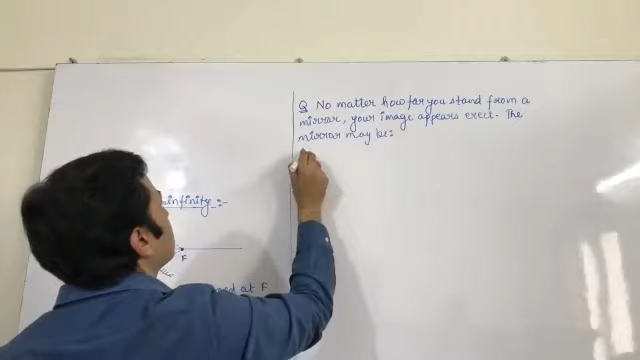 Q No matter how far you stand from a
mirror, your image appears erect. The
mirror may be:
infinity :-
F
at F